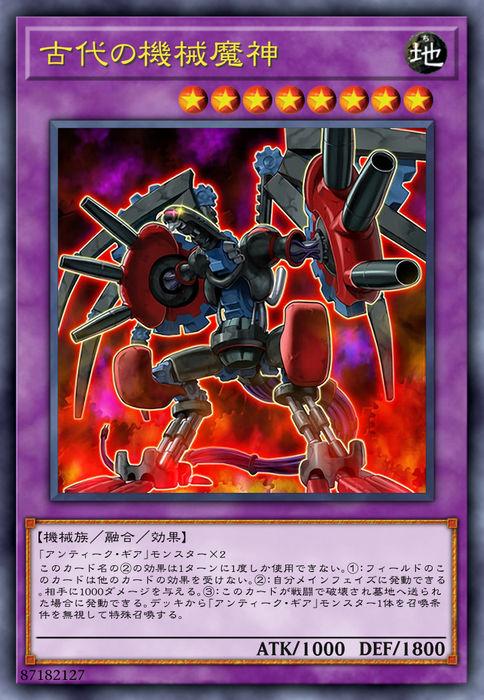 古代の機械魔神
ち
地
【機械族／融合／効果】
「アンティーク・ギア」モンスター×2
このカード名の②の効果は1ターンに1度しか使用できない。①：フィールドのこ
のカードは他のカードの効果を受けない。②：自分メインフェイズに発動できる
。相手に1000ダメージを与える。③：このカードが戦闘で破壊され墓地へ送られ
た場合に発動できる。デッキから「アンティーク・ギア」モンスター1体を召喚条
件を無視して特殊召喚する。
ATK/1000 DEF/1800
87182127